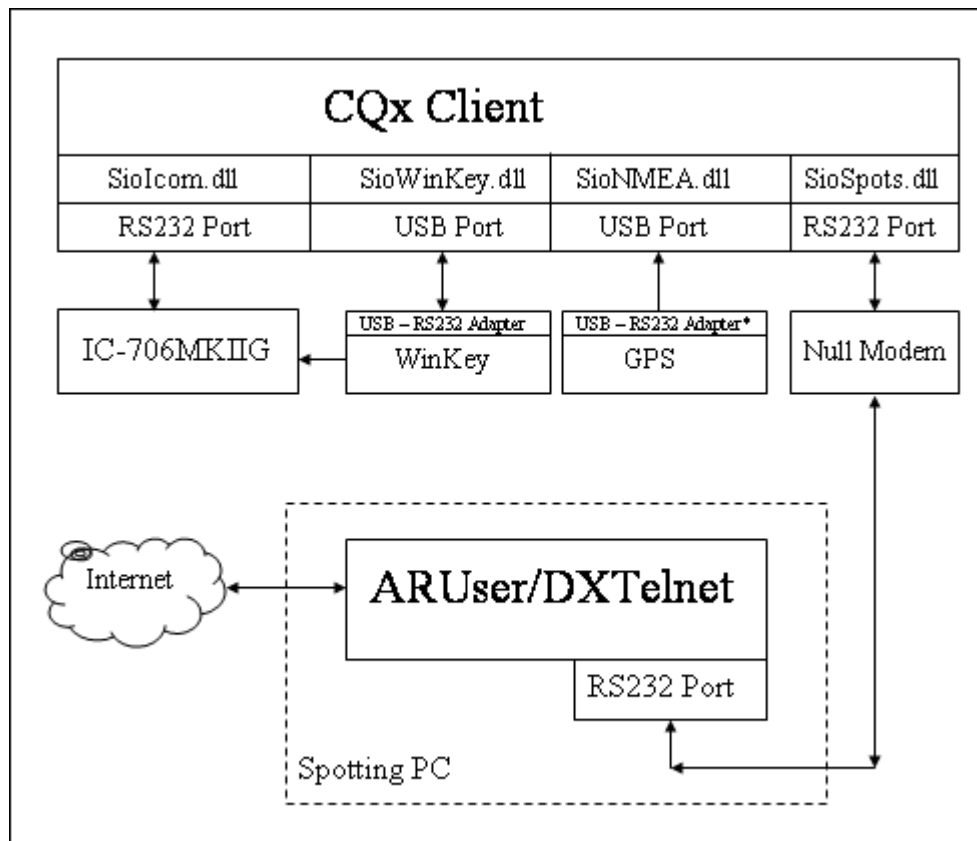 CQx Client
SioIcom.dll
SioWinKey.dll
SioNMEA.dll
SioSpots.dll
RS232 Port
USB Port
USB Port
RS232 Port
IC-706MKIIG
USB – RS232 Adapter
WinKey
USB – RS232 Adapter*
GPS
Null Modem
Internet
ARUser/DXTelnet
RS232 Port
Spotting PC